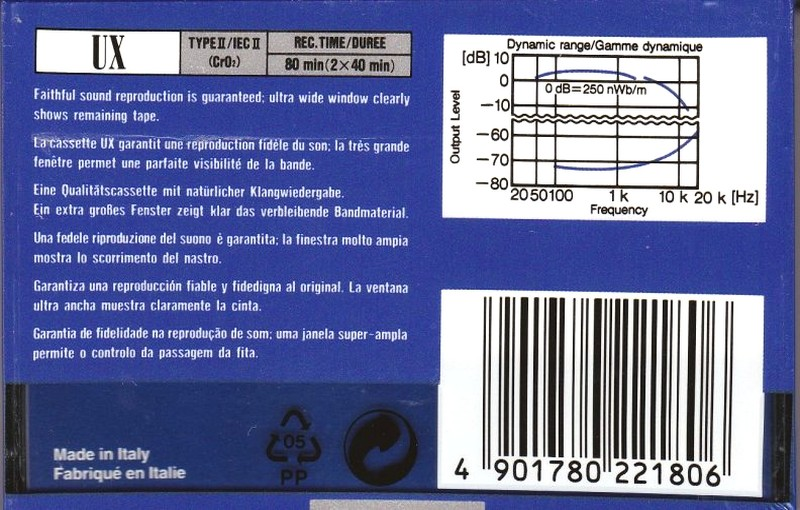 UX
TYPE II/IEC II
(CrO₂)
REC.TIME/DUREE
80 min(2×40 min)
Faithful sound reproduction is guaranteed; ultra wide window clearly
shows remaining tape.
La cassette UX garantit une reproduction fidèle du son; la très grande
fenêtre permet une parfaite visibilité de la bande.
Eine Qualitätscassette mit natürlicher Klangwiedergabe.
Ein extra großes Fenster zeigt klar das verbleibende Bandmaterial.
Una fedele riproduzione del suono è garantita; la finestra molto ampia
mostra lo scorrimento del nastro.
Garantiza una reproducción fiable y fidedigna al original. La ventana
ultra ancha muestra claramente la cinta.
Garantia de fidelidade na reprodução de som; uma janela super-ampla
permite o controlo da passagem da fita.
Made in Italy
Fabriqué en Italie
05
PP
Dynamic range/Gamme dynamique
[dB] 10
0
0 dB=250 nWb/m
−10
−60
−70
−80
Output Level
20 50 100 1 k 10 k 20 k [Hz]
Frequency
4 901780 221806